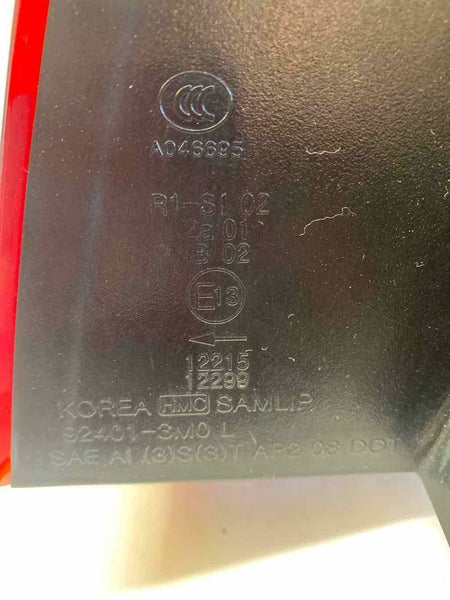 CCC
A046695
R1-S1 02
2a 01
B 02
E13
12215
12299
KOREA HMC SAMLIP
92401-3M0 L
SAE AI (3)S(3)T AP2 08 DOT